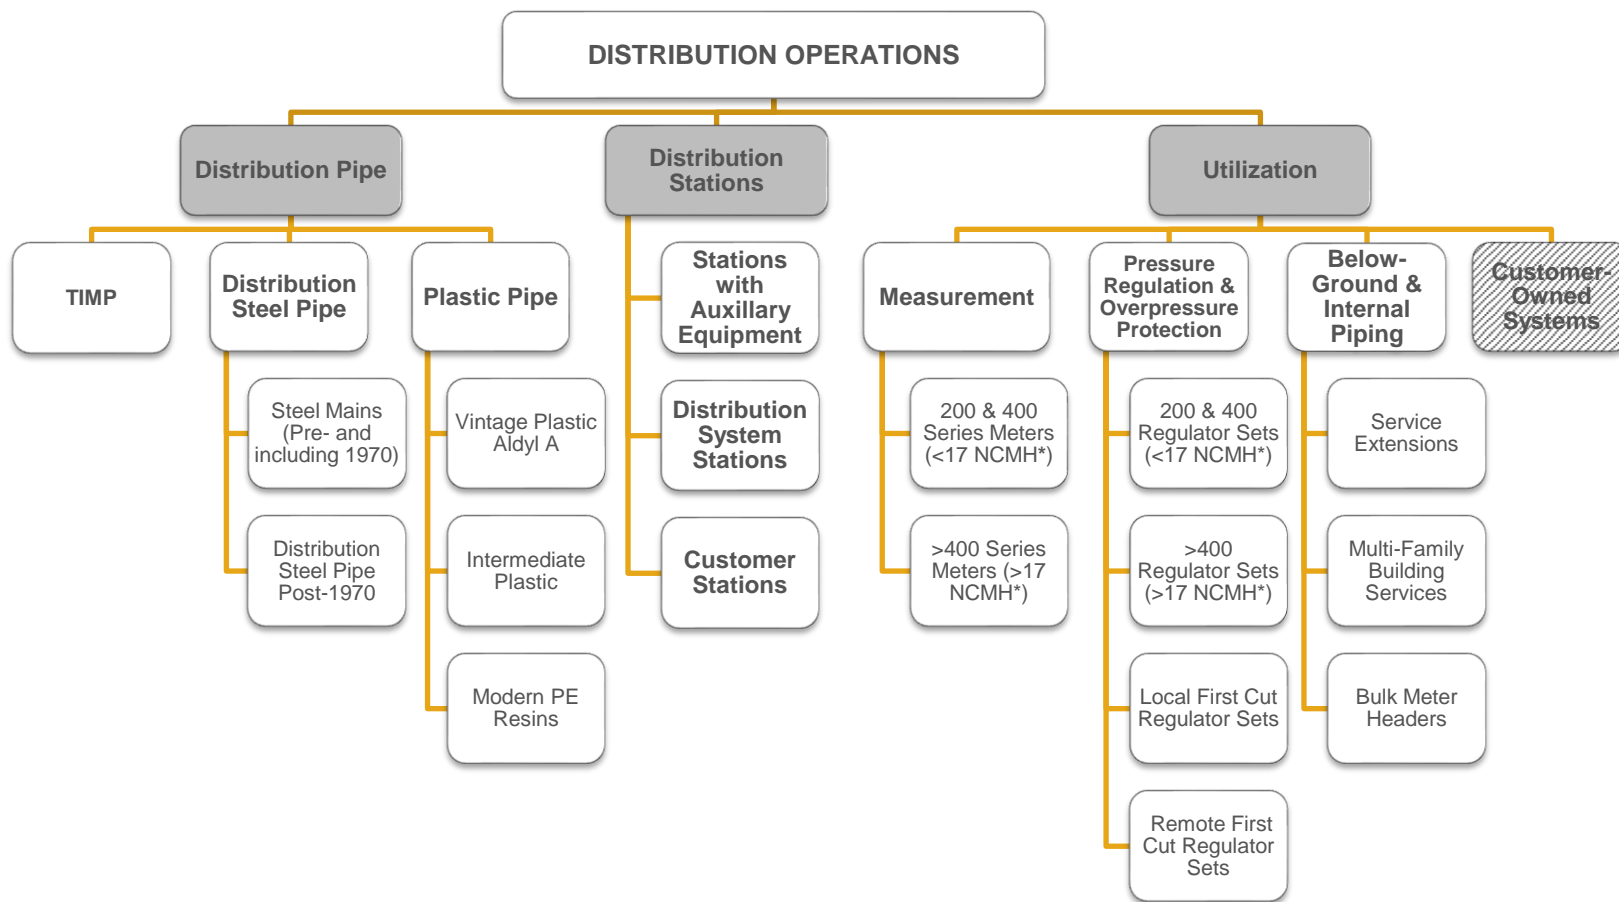 DISTRIBUTION OPERATIONS
Distribution Pipe
Distribution
Stations
Utilization
TIMP
Distribution
Steel Pipe
Plastic Pipe
Stations
with
Auxillary
Equipment
Measurement
Pressure
Regulation &
Overpressure
Protection
Below-
Ground &
Internal
Piping
Customer-
Owned
Systems
Steel Mains
(Pre- and
including 1970)
Vintage Plastic
Aldyl A
Distribution
System
Stations
200 & 400
Series Meters
(<17 NCMH*)
200 & 400
Regulator Sets
(<17 NCMH*)
Service
Extensions
Distribution
Steel Pipe
Post-1970
Intermediate
Plastic
Customer
Stations
>400 Series
Meters (>17
NCMH*)
>400
Regulator Sets
(>17 NCMH*)
Multi-Family
Building
Services
Modern PE
Resins
Local First Cut
Regulator Sets
Bulk Meter
Headers
Remote First
Cut Regulator
Sets